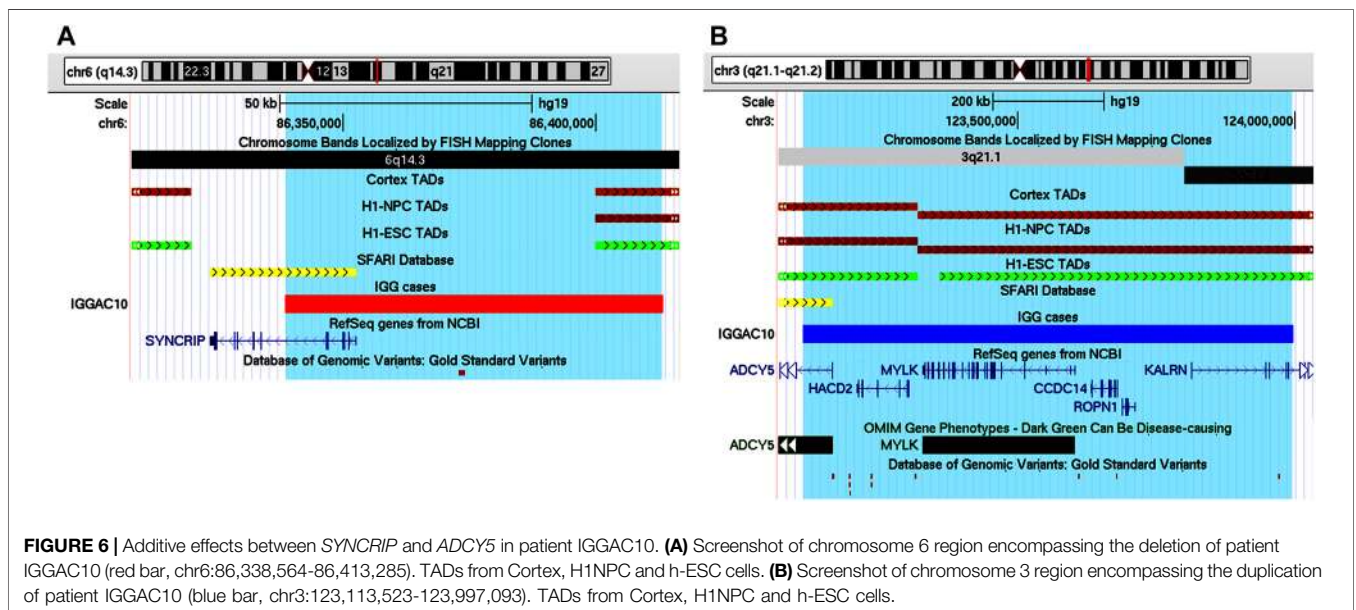 A
chr6 (q14.3) 22.3 12 13 q21 27
Scale 50 kb hg19
chr6: 86,350,000 86,400,000
Chromosome Bands Localized by FISH Mapping Clones
6q14.3
Cortex TADs
H1-NPC TADs
H1-ESC TADs
SFARI Database
IGG cases
IGGAC10
RefSeq genes from NCBI
SYNCRIP
Database of Genomic Variants: Gold Standard Variants
B
chr3 (q21.1-q21.2)
Scale 200 kb hg19
chr3: 123,500,000 124,000,000
Chromosome Bands Localized by FISH Mapping Clones
3q21.1
Cortex TADs
H1-NPC TADs
H1-ESC TADs
SFARI Database
IGG cases
IGGAC10
RefSeq genes from NCBI
ADCY5 MYLK KALRN
HACD2 CCDC14
ROPN1
OMIM Gene Phenotypes - Dark Green Can Be Disease-causing
ADCY5 MYLK
Database of Genomic Variants: Gold Standard Variants
FIGURE 6 | Additive effects between SYNCRIP and ADCY5 in patient IGGAC10. (A) Screenshot of chromosome 6 region encompassing the deletion of patient
IGGAC10 (red bar, chr6:86,338,564-86,413,285). TADs from Cortex, H1NPC and h-ESC cells. (B) Screenshot of chromosome 3 region encompassing the duplication
of patient IGGAC10 (blue bar, chr3:123,113,523-123,997,093). TADs from Cortex, H1NPC and h-ESC cells.